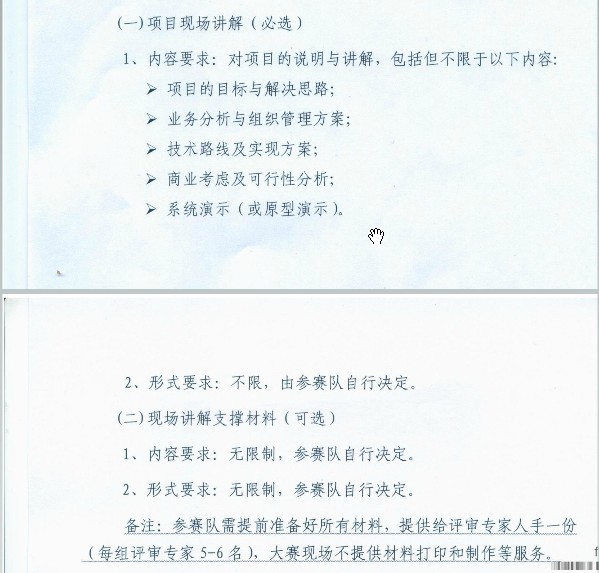 (一)项目现场讲解（必选）
1、内容要求：对项目的说明与讲解，包括但不限于以下内容：
➢ 项目的目标与解决思路；
➢ 业务分析与组织管理方案；
➢ 技术路线及实现方案；
➢ 商业考虑及可行性分析；
➢ 系统演示（或原型演示）。
2、形式要求：不限，由参赛队自行决定。
(二)现场讲解支撑材料（可选）
1、内容要求：无限制，参赛队自行决定。
2、形式要求：无限制，参赛队自行决定。
备注：参赛队需提前准备好所有材料，提供给评审专家人手一份
（每组评审专家 5-6 名），大赛现场不提供材料打印和制作等服务。